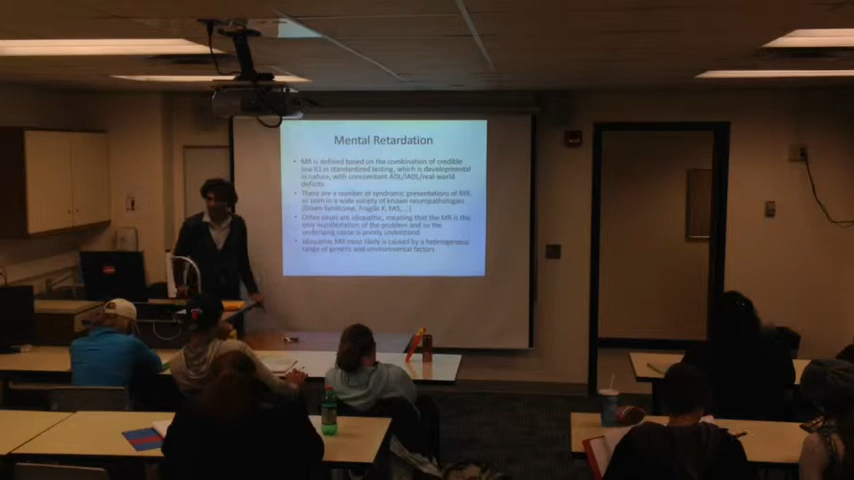 Mental Retardation
• MR is defined based on the combination of credible
low IQ in standardized testing, which is developmental
in nature, with concomitant ADL/IADL/real-world
deficits
• There are a number of syndromic presentations of MR,
as seen in a wide variety of known neuropathologies
(Down Syndrome, Fragile X, FAS,...)
• Other times are idiopathic, meaning that the MR is the
only manifestation of the problem and so the
underlying cause is poorly understood
• Idiopathic MR most likely is caused by a heterogenous
range of genetic and environmental factors